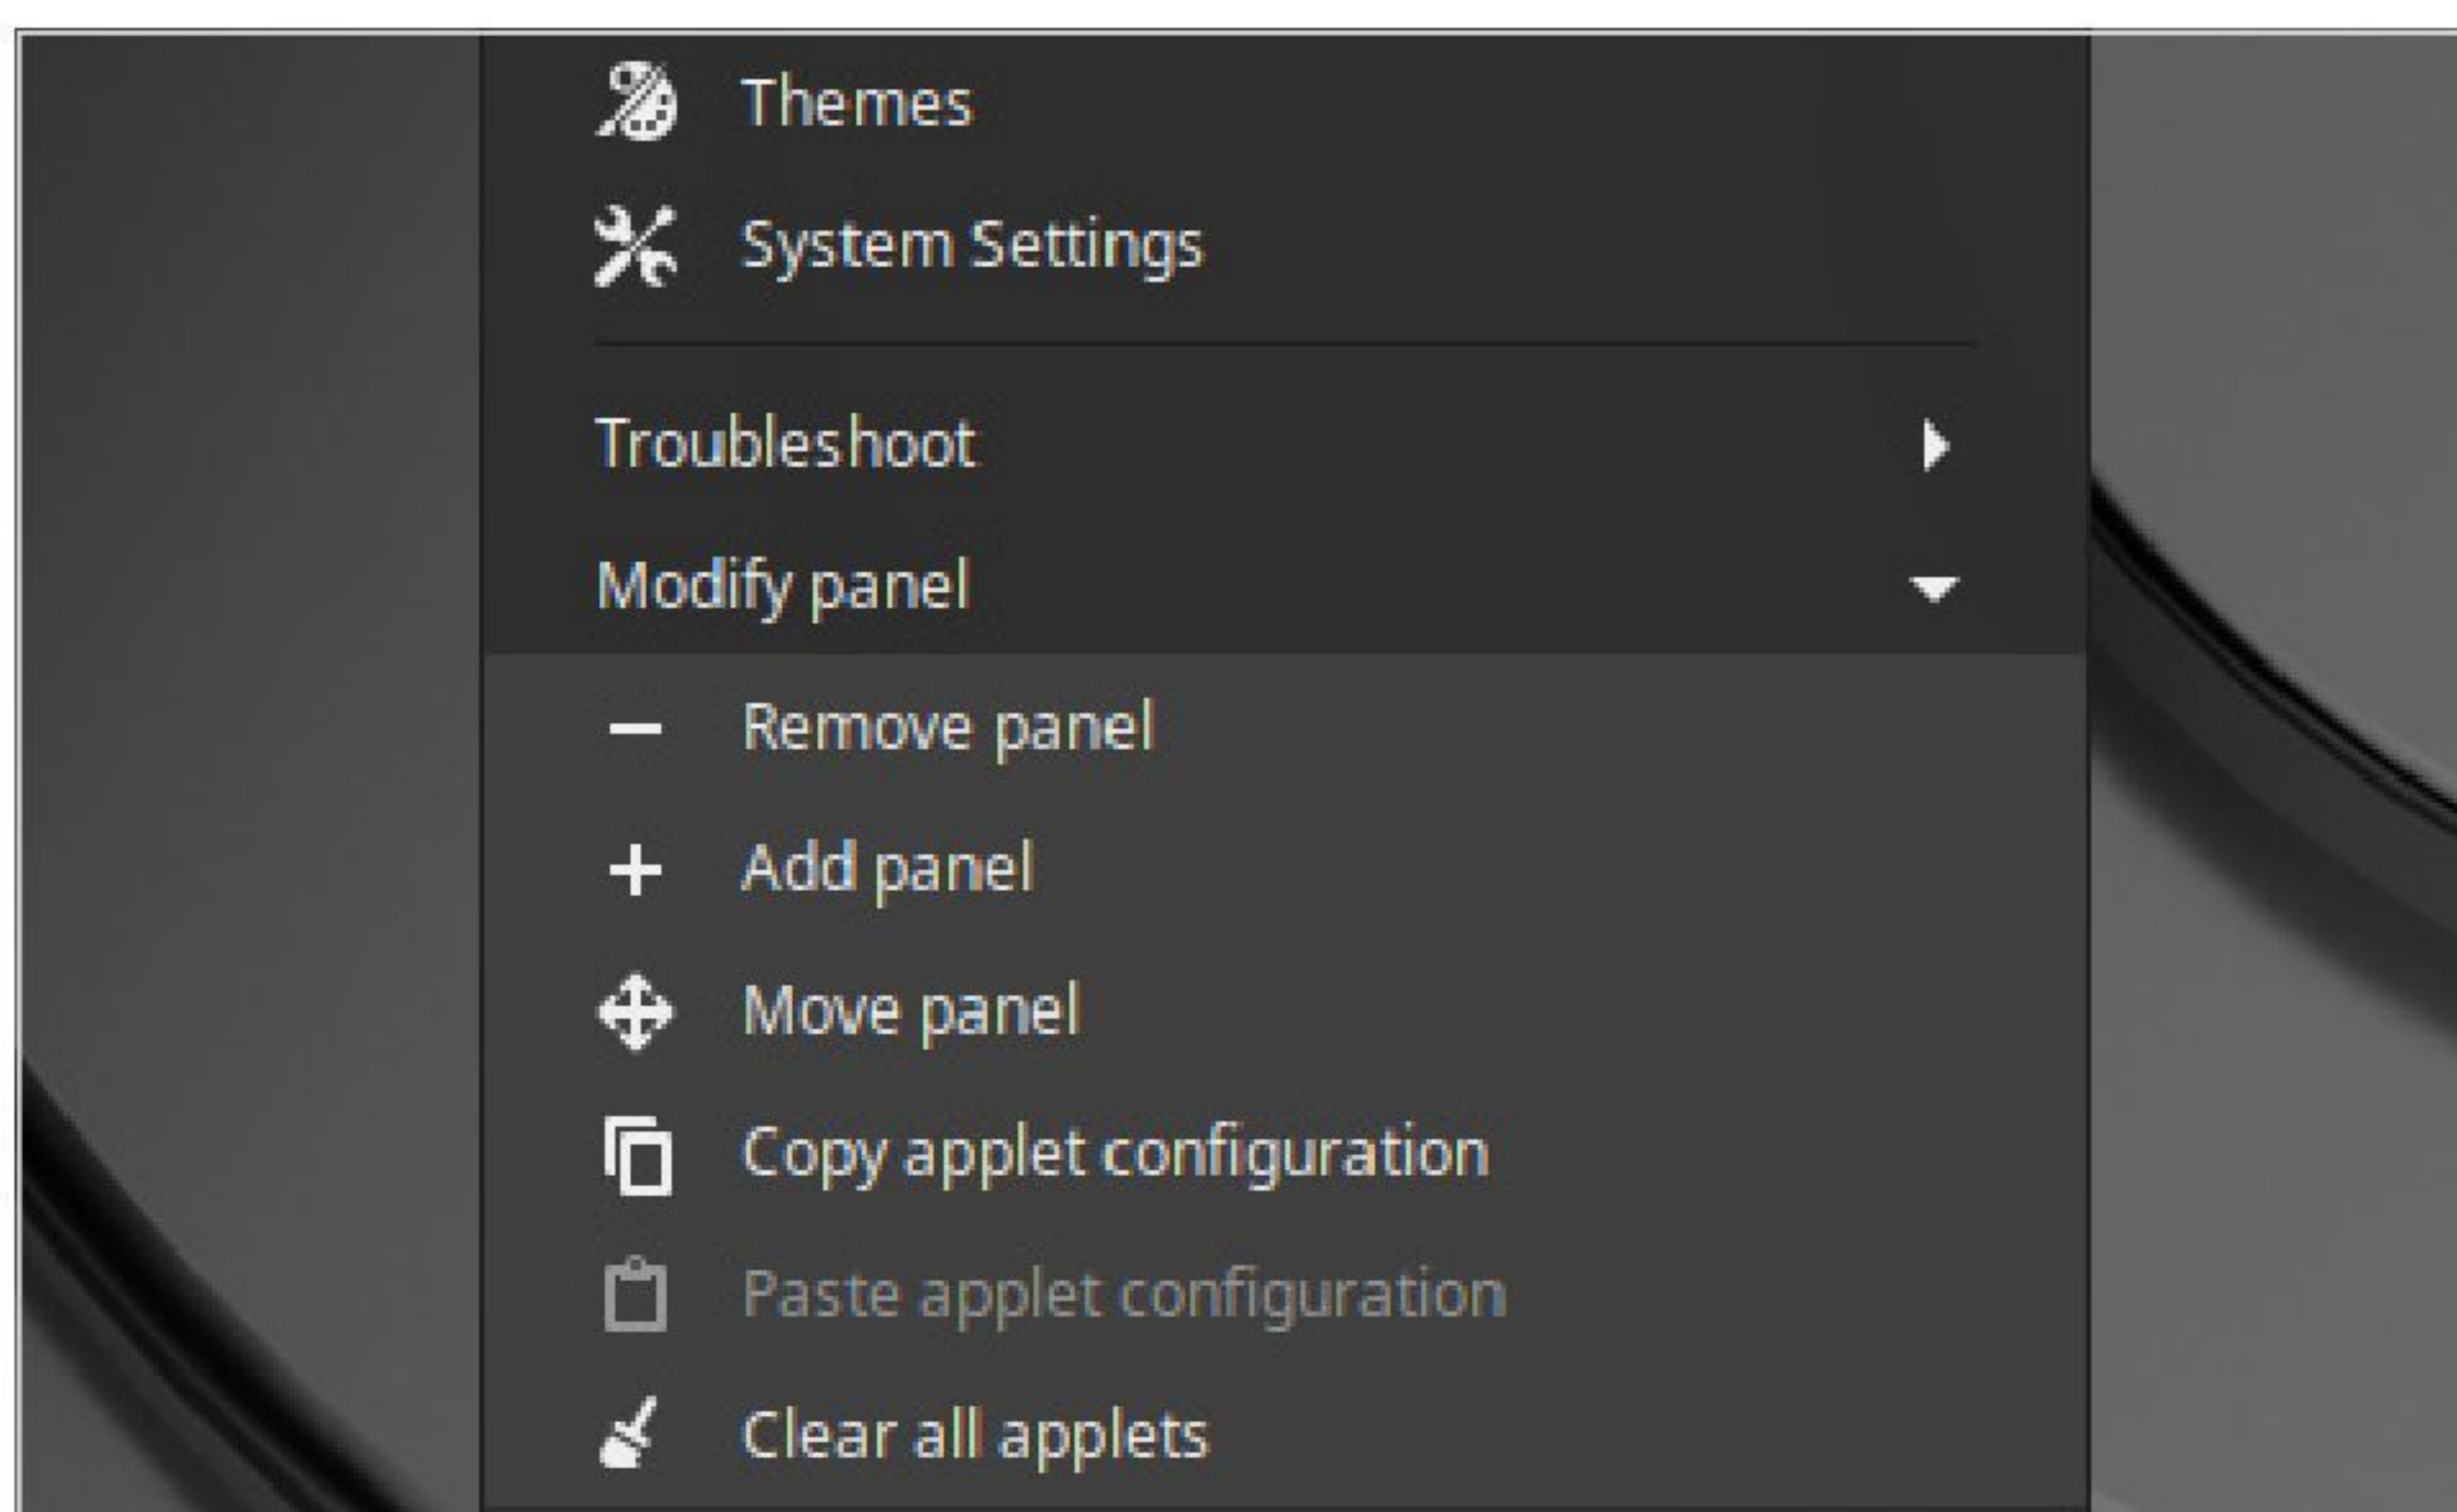 Themes
System Settings
Troubleshoot
Modify panel
Remove panel
Add panel
Move panel
Copy applet configuration
Paste applet configuration
Clear all applets